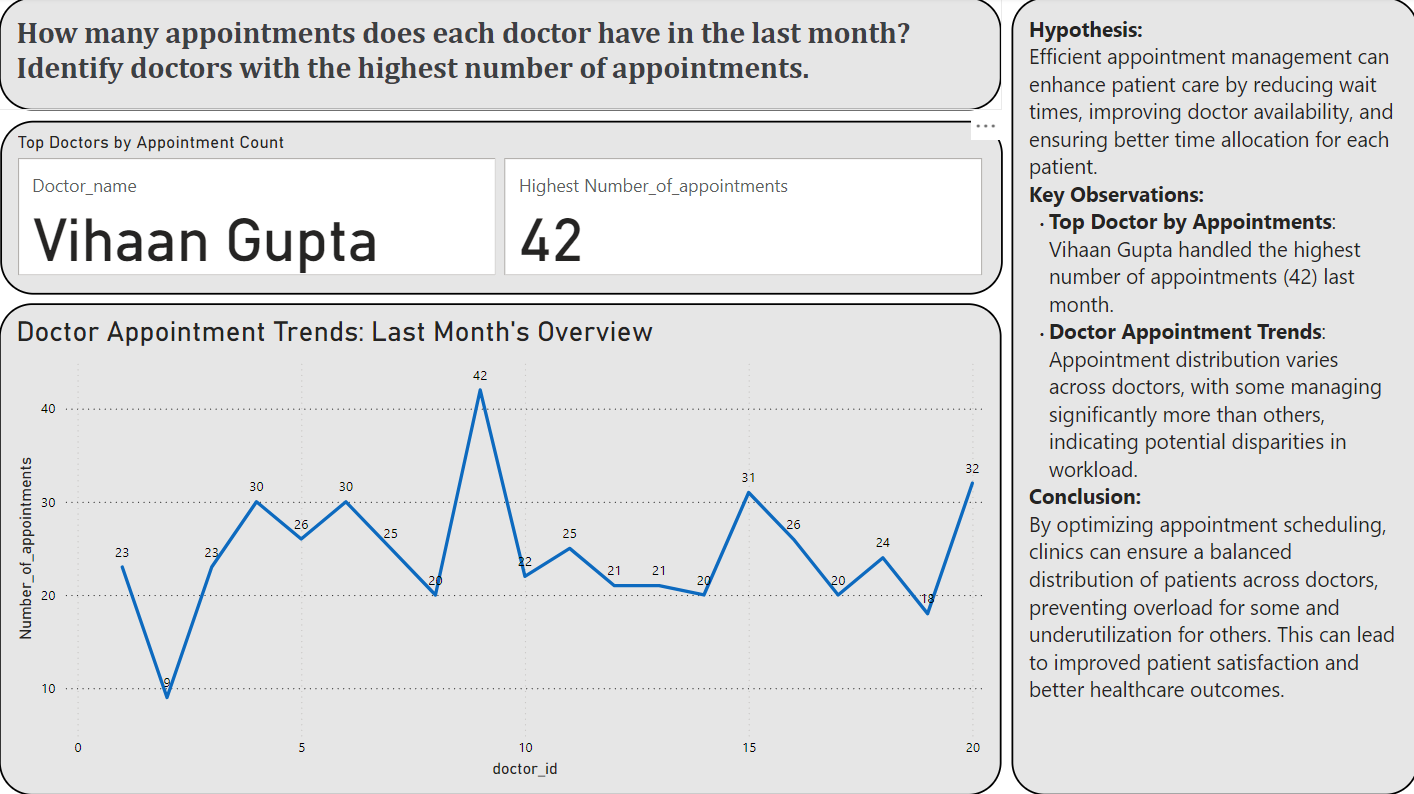 How many appointments does each doctor have in the last month?
Identify doctors with the highest number of appointments.
Top Doctors by Appointment Count
Doctor_name
Vihaan Gupta
Highest Number_of_appointments
42
Doctor Appointment Trends: Last Month's Overview
Number_of_appointments
40
30
20
10
23
9
23
30
26
30
25
20
42
22
25
21
21
20
31
26
20
24
18
32
0
5
10
15
20
doctor_id
Hypothesis:
Efficient appointment management can
enhance patient care by reducing wait
times, improving doctor availability, and
ensuring better time allocation for each
patient.
Key Observations:
· Top Doctor by Appointments:
Vihaan Gupta handled the highest
number of appointments (42) last
month.
· Doctor Appointment Trends:
Appointment distribution varies
across doctors, with some managing
significantly more than others,
indicating potential disparities in
workload.
Conclusion:
By optimizing appointment scheduling,
clinics can ensure a balanced
distribution of patients across doctors,
preventing overload for some and
underutilization for others. This can lead
to improved patient satisfaction and
better healthcare outcomes.